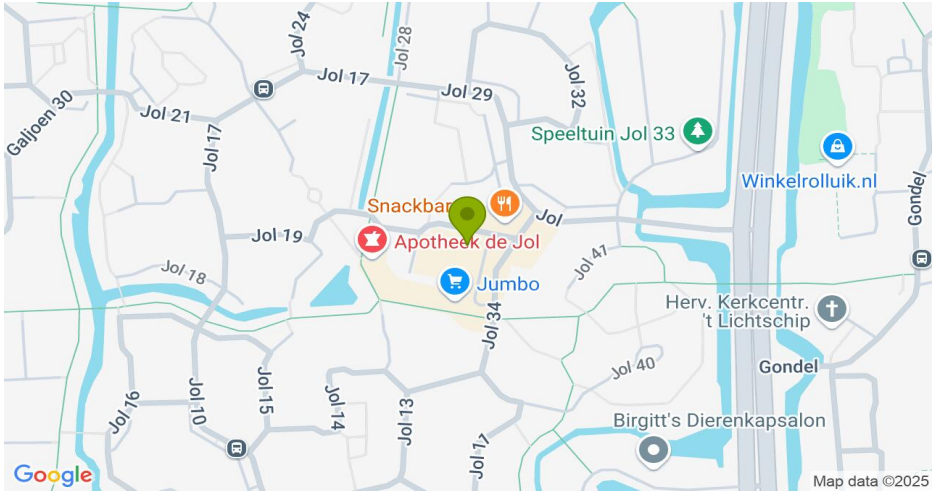 Jol 24
Jol 28
Jol 17
Jol 29
Jol 32
Galjoen 30
Jol 21
Jol 17
Speeltuin Jol 33
Winkelrolluik.nl
Gondel
Snackbar
Jol
Jol 19
Apotheek de Jol
Jol 47
Jol 18
Jumbo
Herv. Kerkcentr.
't Lichtschip
Jol 34
Gondel
Jol 40
Jol 16
Jol 10
Jol 15
Jol 14
Jol 13
Jol 17
Birgitt's Dierenkapsalon
Google
Map data ©2025